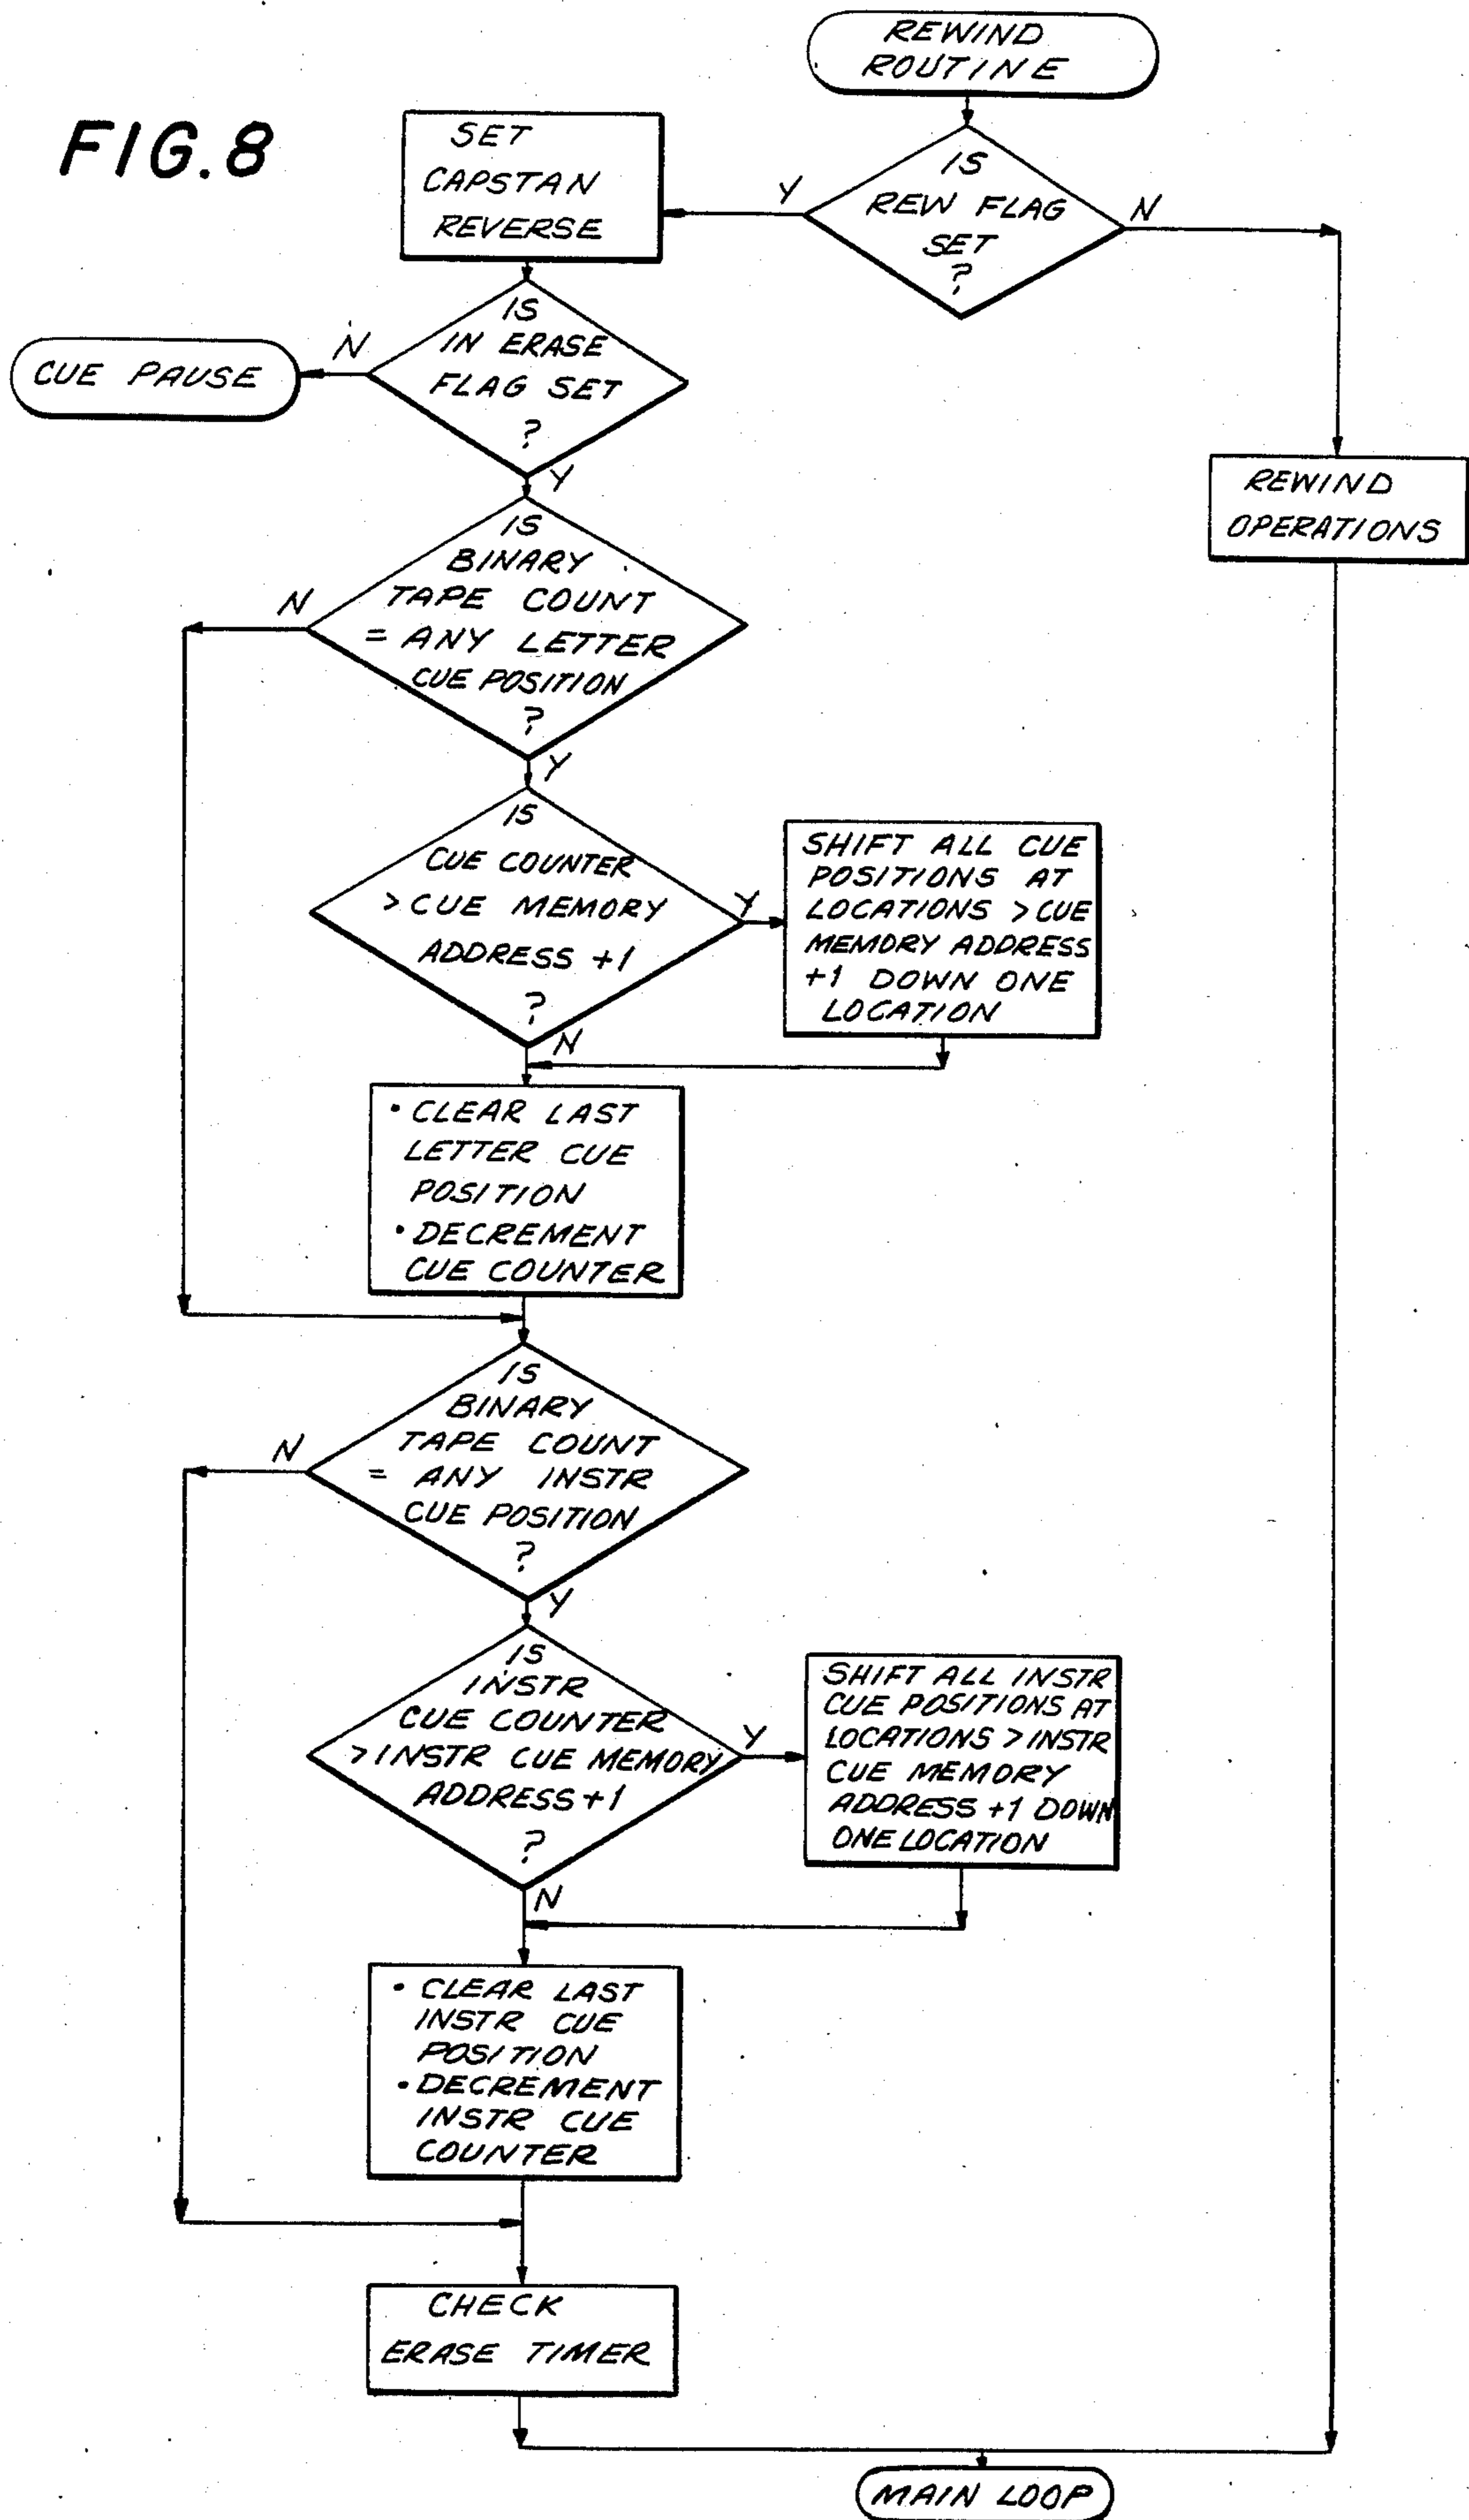 FIG. 8
REWIND
ROUTINE
IS
REW FLAG
SET
?
Y
N
SET
CAPSTAN
REVERSE
IS
IN ERASE
FLAG SET
?
N
Y
CUE PAUSE
REWIND
OPERATIONS
IS
BINARY
TAPE COUNT
= ANY LETTER
CUE POSITION
?
N
Y
IS
CUE COUNTER
> CUE MEMORY
ADDRESS +1
?
Y
N
SHIFT ALL CUE
POSITIONS AT
LOCATIONS > CUE
MEMORY ADDRESS
+1 DOWN ONE
LOCATION
• CLEAR LAST
LETTER CUE
POSITION
• DECREMENT
CUE COUNTER
IS
BINARY
TAPE COUNT
= ANY INSTR
CUE POSITION
?
N
Y
IS
INSTR
CUE COUNTER
> INSTR CUE MEMORY
ADDRESS +1
?
Y
N
SHIFT ALL INSTR
CUE POSITIONS AT
LOCATIONS > INSTR
CUE MEMORY
ADDRESS +1 DOWN
ONE LOCATION
• CLEAR LAST
INSTR CUE
POSITION
• DECREMENT
INSTR CUE
COUNTER
CHECK
ERASE TIMER
MAIN LOOP